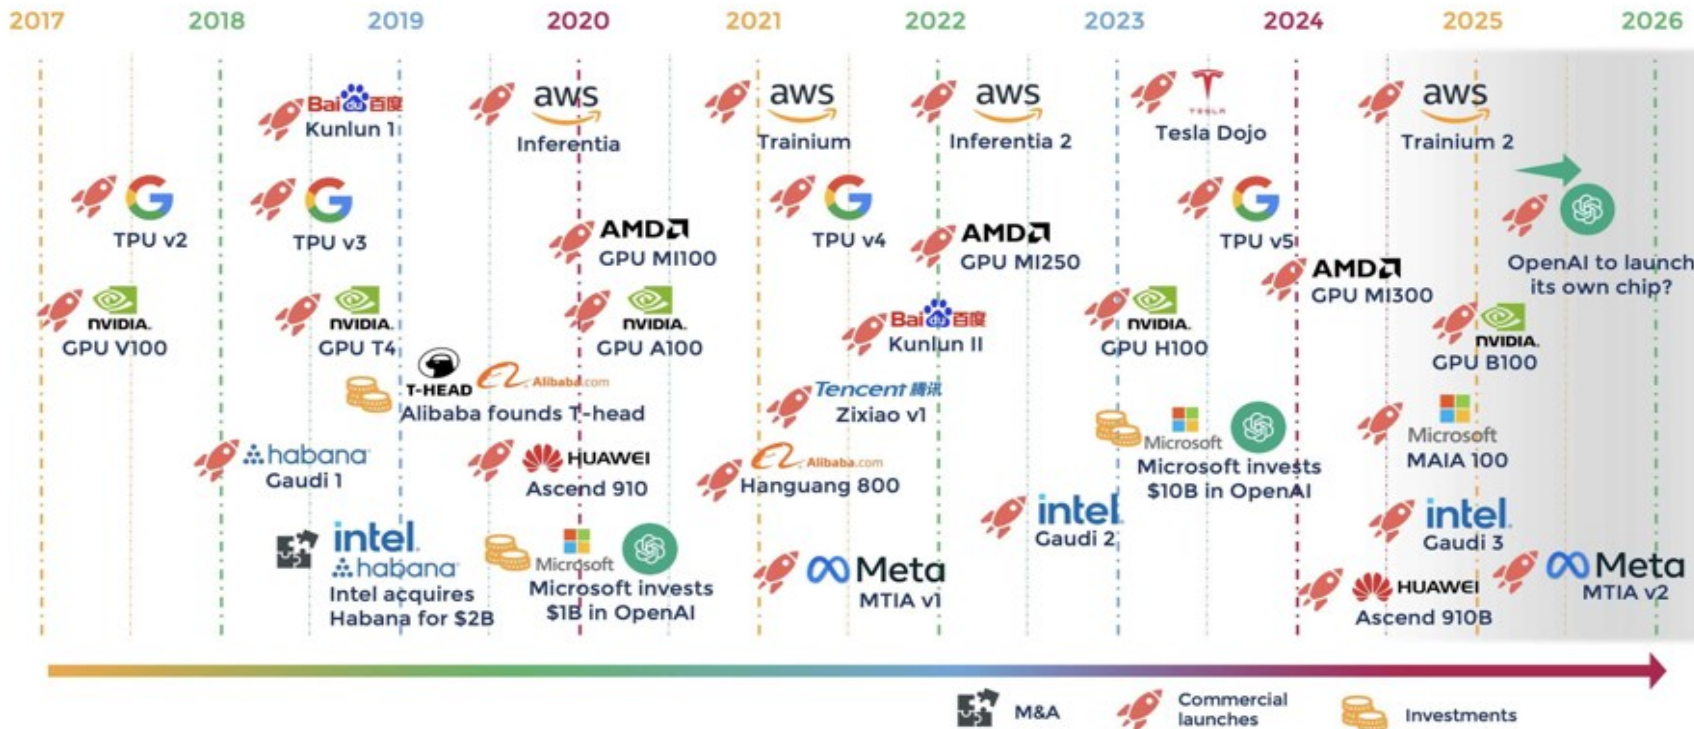 2017 2018 2019 2020 2021 2022 2023 2024 2025 2026
Baidu百度
Kunlun 1
aws
Inferentia
aws
Trainium
aws
Inferentia 2
TESLA
Tesla Dojo
aws
Trainium 2
TPU v2
TPU v3
AMD
GPU MI100
TPU v4
AMD
GPU MI250
TPU v5
AMD
GPU MI300
OpenAI to launch
its own chip?
NVIDIA.
GPU V100
NVIDIA.
GPU T4
NVIDIA.
GPU A100
Baidu百度
Kunlun II
NVIDIA.
GPU H100
NVIDIA.
GPU B100
T-HEAD
Alibaba.com
Alibaba founds T-head
Tencent 腾讯
Zixiao v1
Microsoft
Microsoft invests
$10B in OpenAI
Microsoft
MAIA 100
habana
Gaudi 1
HUAWEI
Ascend 910
Alibaba.com
Hanguang 800
intel.
Gaudi 2
intel.
Gaudi 3
intel.
habana
Intel acquires
Habana for $2B
Microsoft
Microsoft invests
$1B in OpenAI
Meta
MTIA v1
HUAWEI
Ascend 910B
Meta
MTIA v2
M&A
Commercial
launches
Investments